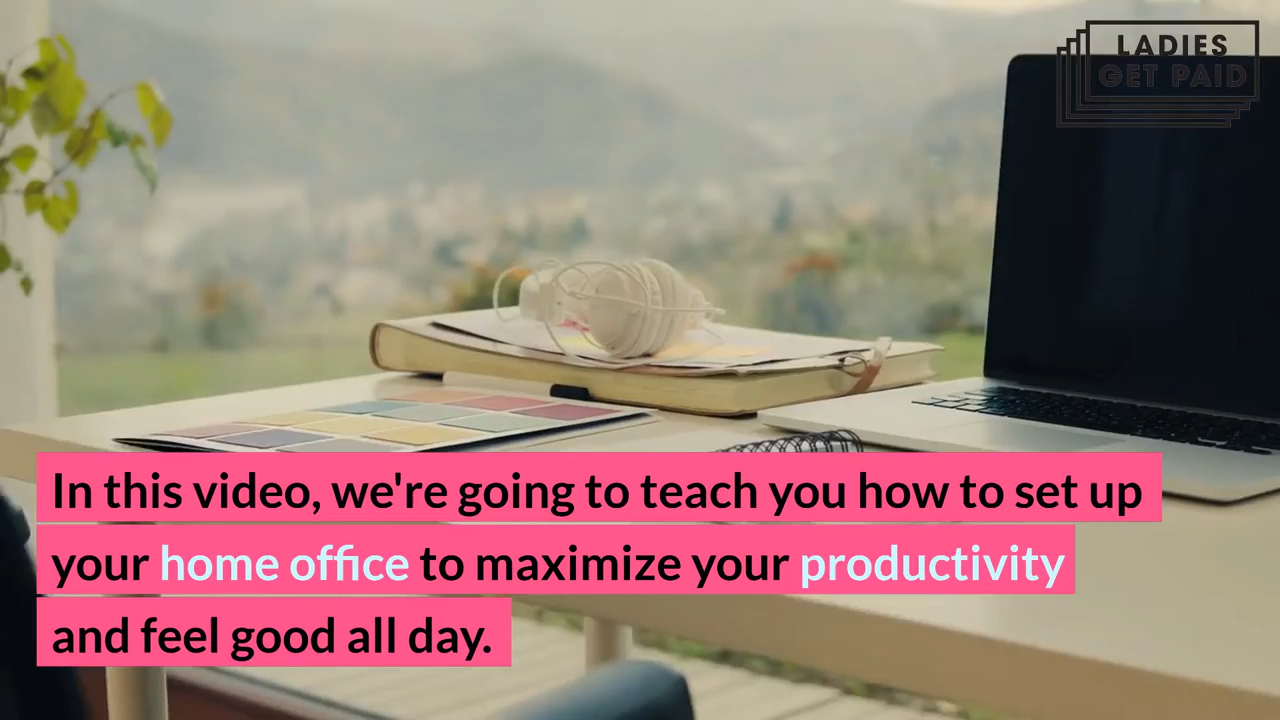 LADIES
GET PAID
In this video, we're going to teach you how to set up
your home office to maximize your productivity
and feel good all day.